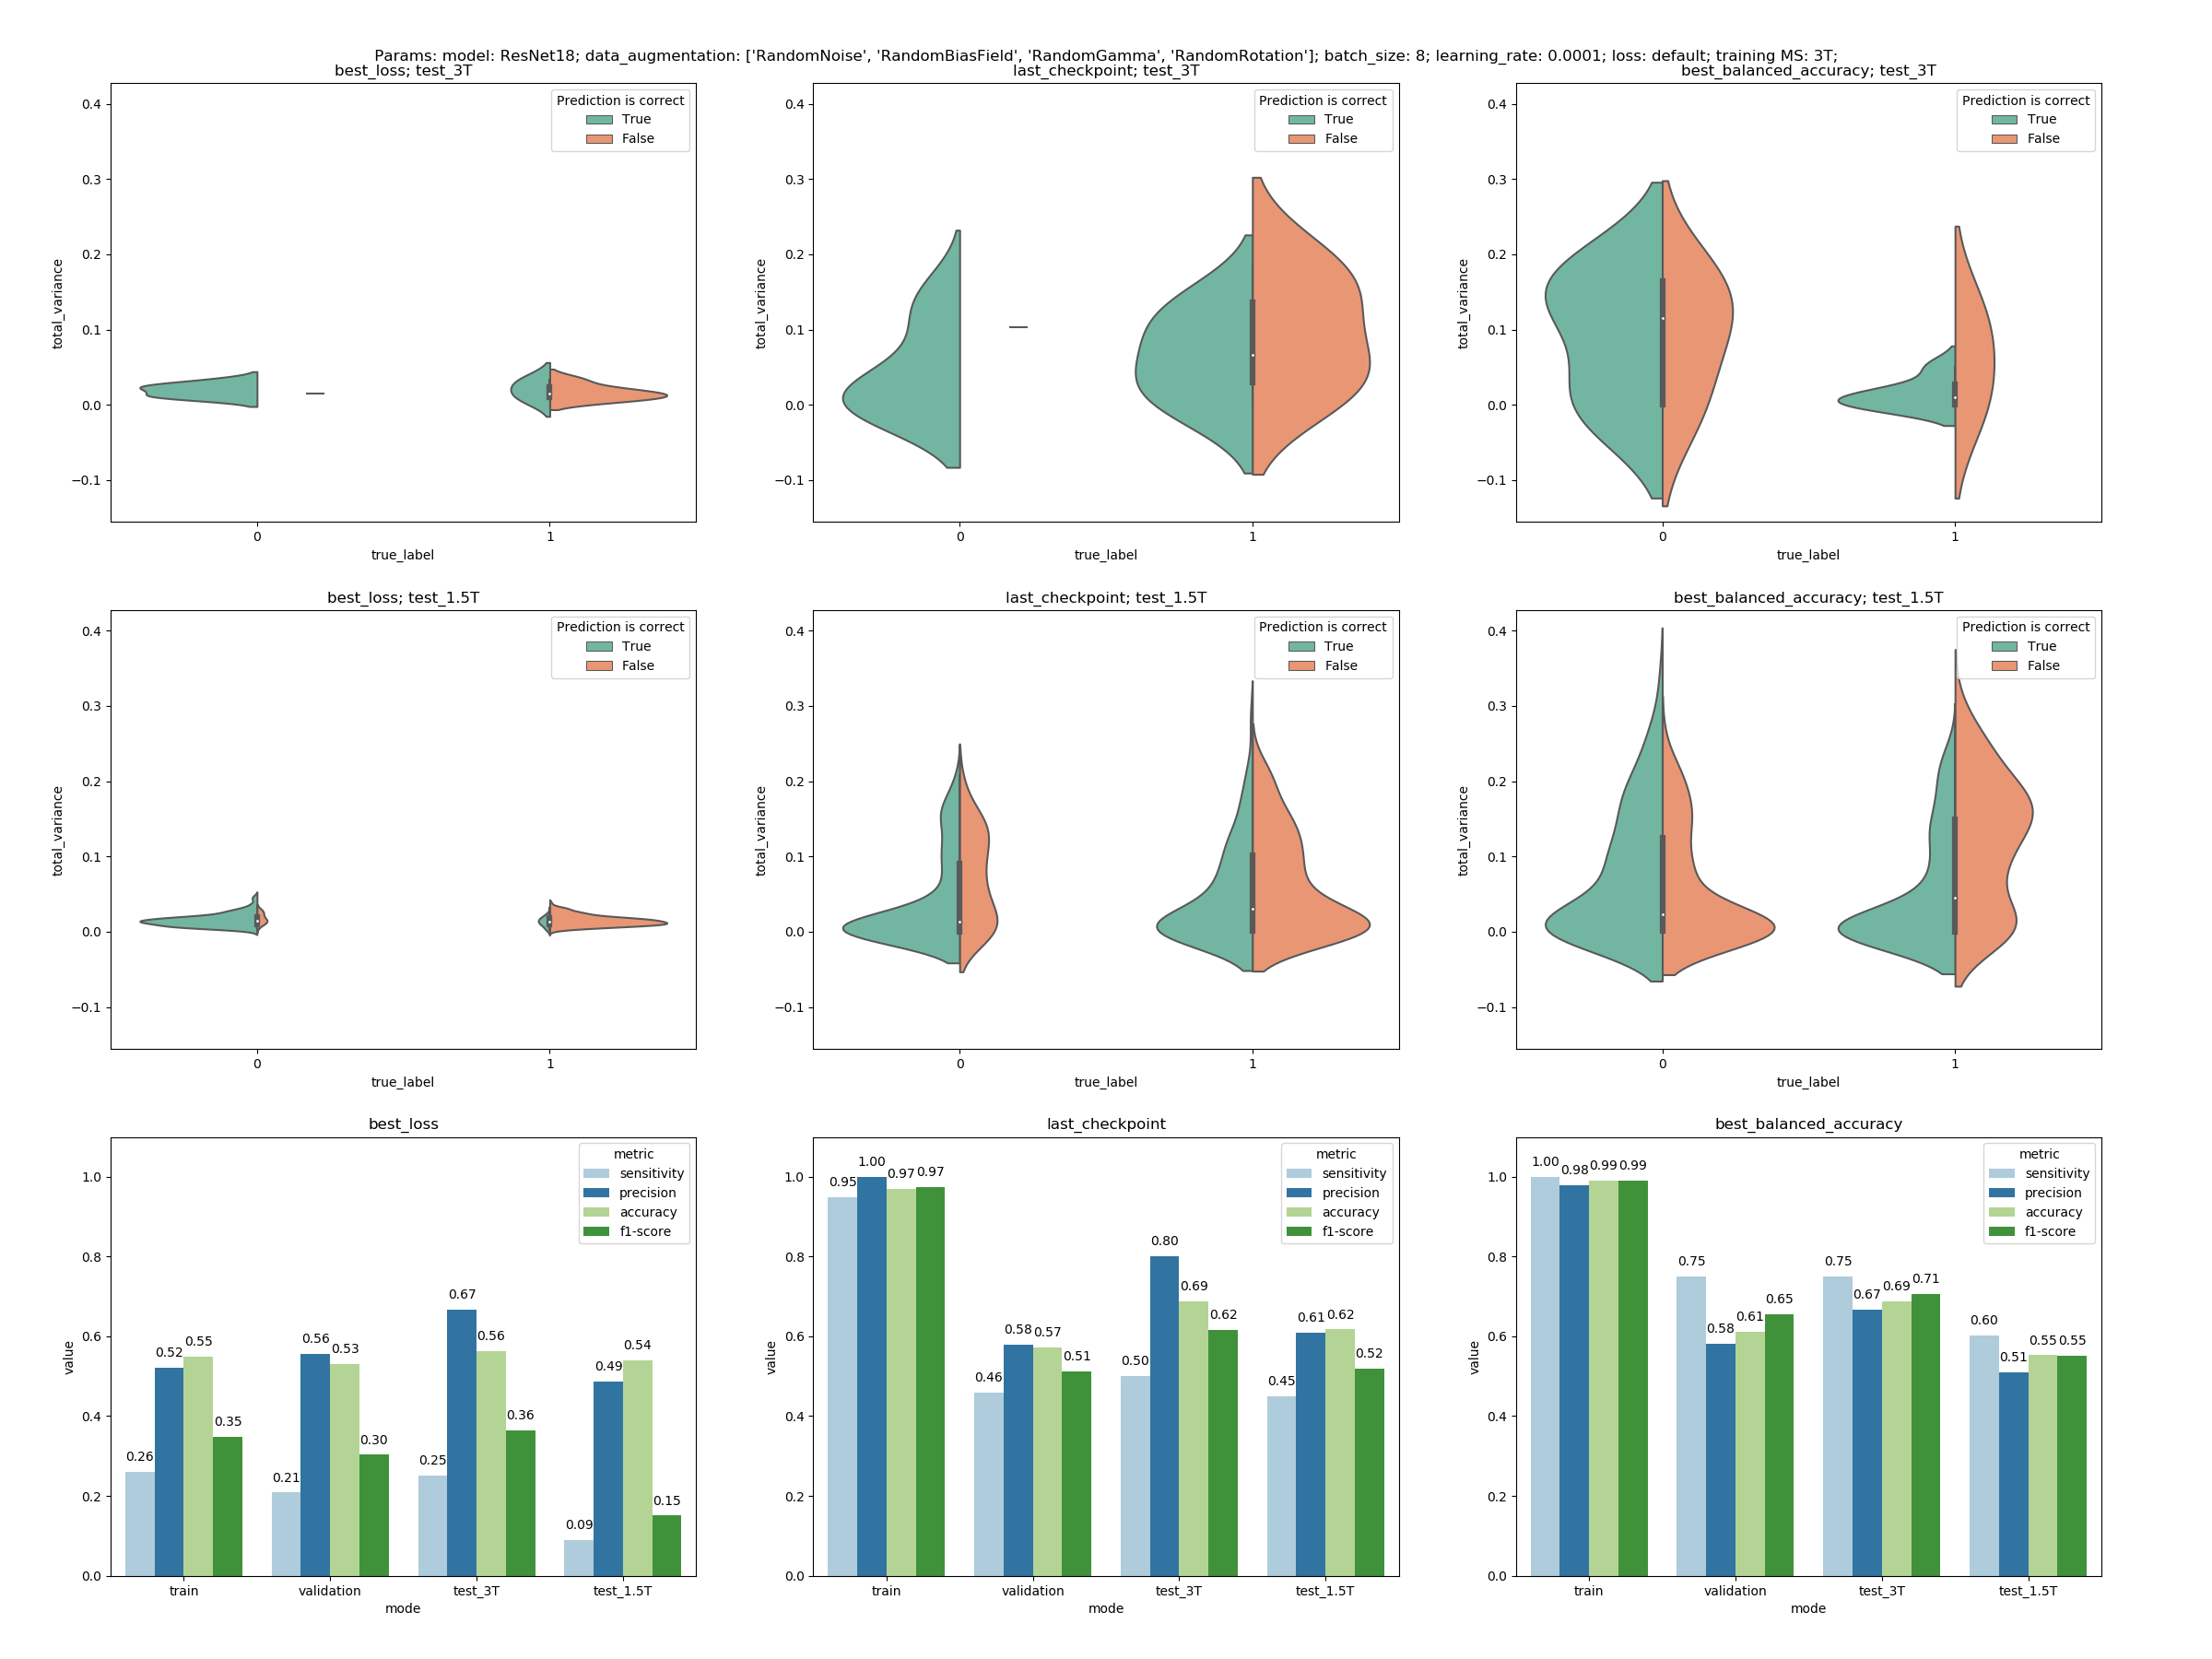 Params: model: ResNet18; data_augmentation: ['RandomNoise', 'RandomBiasField', 'RandomGamma', 'RandomRotation']; batch_size: 8; learning_rate: 0.0001; loss: default; training MS: 3T;
best_loss; test_3T
total_variance
0.4
0.3
0.2
0.1
0.0
−0.1
0 1
true_label
Prediction is correct
True
False
last_checkpoint; test_3T
total_variance
0.4
0.3
0.2
0.1
0.0
−0.1
0 1
true_label
Prediction is correct
True
False
best_balanced_accuracy; test_3T
total_variance
0.4
0.3
0.2
0.1
0.0
−0.1
0 1
true_label
Prediction is correct
True
False
best_loss; test_1.5T
total_variance
0.4
0.3
0.2
0.1
0.0
−0.1
0 1
true_label
Prediction is correct
True
False
last_checkpoint; test_1.5T
total_variance
0.4
0.3
0.2
0.1
0.0
−0.1
0 1
true_label
Prediction is correct
True
False
best_balanced_accuracy; test_1.5T
total_variance
0.4
0.3
0.2
0.1
0.0
−0.1
0 1
true_label
Prediction is correct
True
False
best_loss
value
1.0
0.8
0.6
0.4
0.2
0.0
metric
sensitivity
precision
accuracy
f1-score
0.26 0.52 0.55 0.35
0.21 0.56 0.53 0.30
0.25 0.67 0.56 0.36
0.09 0.49 0.54 0.15
train validation test_3T test_1.5T
mode
last_checkpoint
value
1.0
0.8
0.6
0.4
0.2
0.0
metric
sensitivity
precision
accuracy
f1-score
0.95 1.00 0.97 0.97
0.46 0.58 0.57 0.51
0.50 0.80 0.69 0.62
0.45 0.61 0.62 0.52
train validation test_3T test_1.5T
mode
best_balanced_accuracy
value
1.0
0.8
0.6
0.4
0.2
0.0
metric
sensitivity
precision
accuracy
f1-score
1.00 0.98 0.99 0.99
0.75 0.58 0.61 0.65
0.75 0.67 0.69 0.71
0.60 0.51 0.55 0.55
train validation test_3T test_1.5T
mode